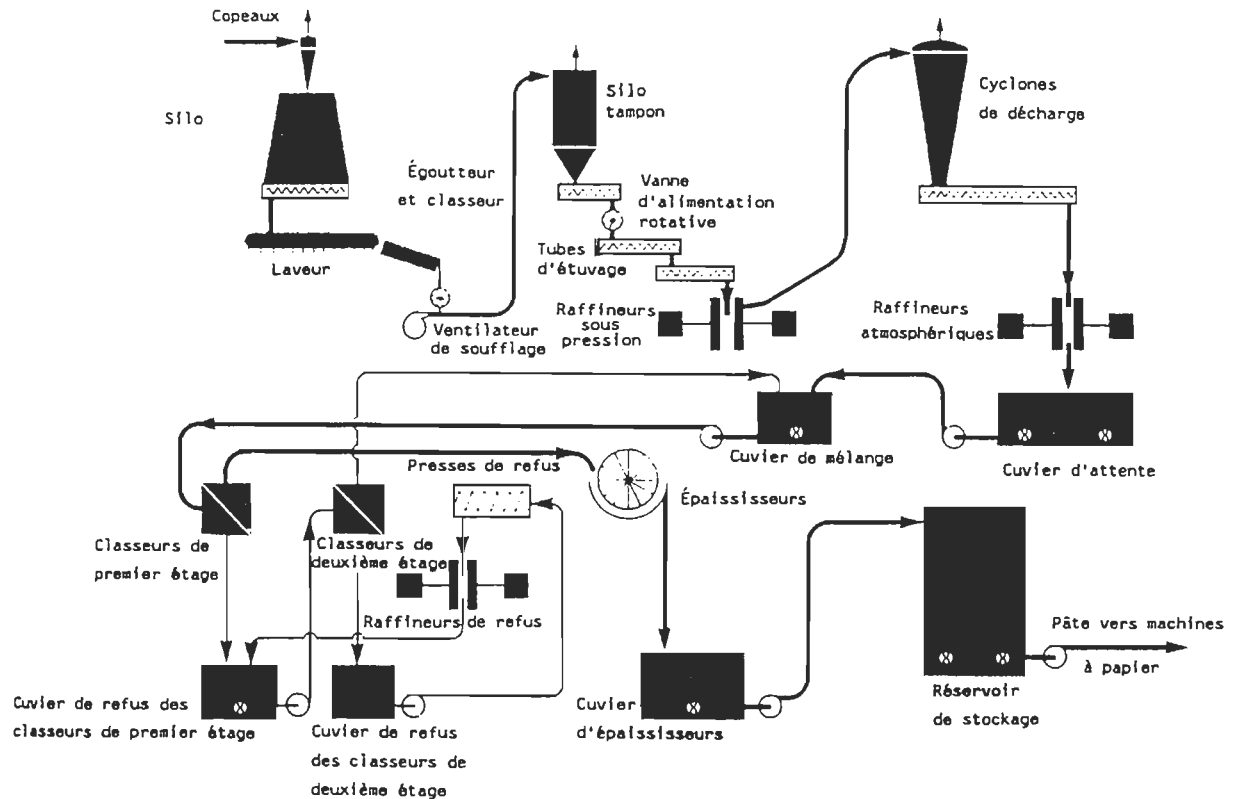 Copeaux
Silo
Laveur
Égoutteur
et classeur
Ventilateur
de soufflage
Silo
tampon
Vanne
d'alimentation
rotative
Tubes
d'étuvage
Raffineurs
sous
pression
Cyclones
de décharge
Raffineurs
atmosphériques
Cuvier d'attente
Cuvier de mélange
Presses de refus
Épaississeurs
Classeurs de
premier étage
Classeurs de
deuxième étage
Raffineurs de refus
Cuvier de refus des
classeurs de premier étage
Cuvier de refus
des classeurs de
deuxième étage
Cuvier
d'épaississeurs
Réservoir
de stockage
Pâte vers machines
à papier